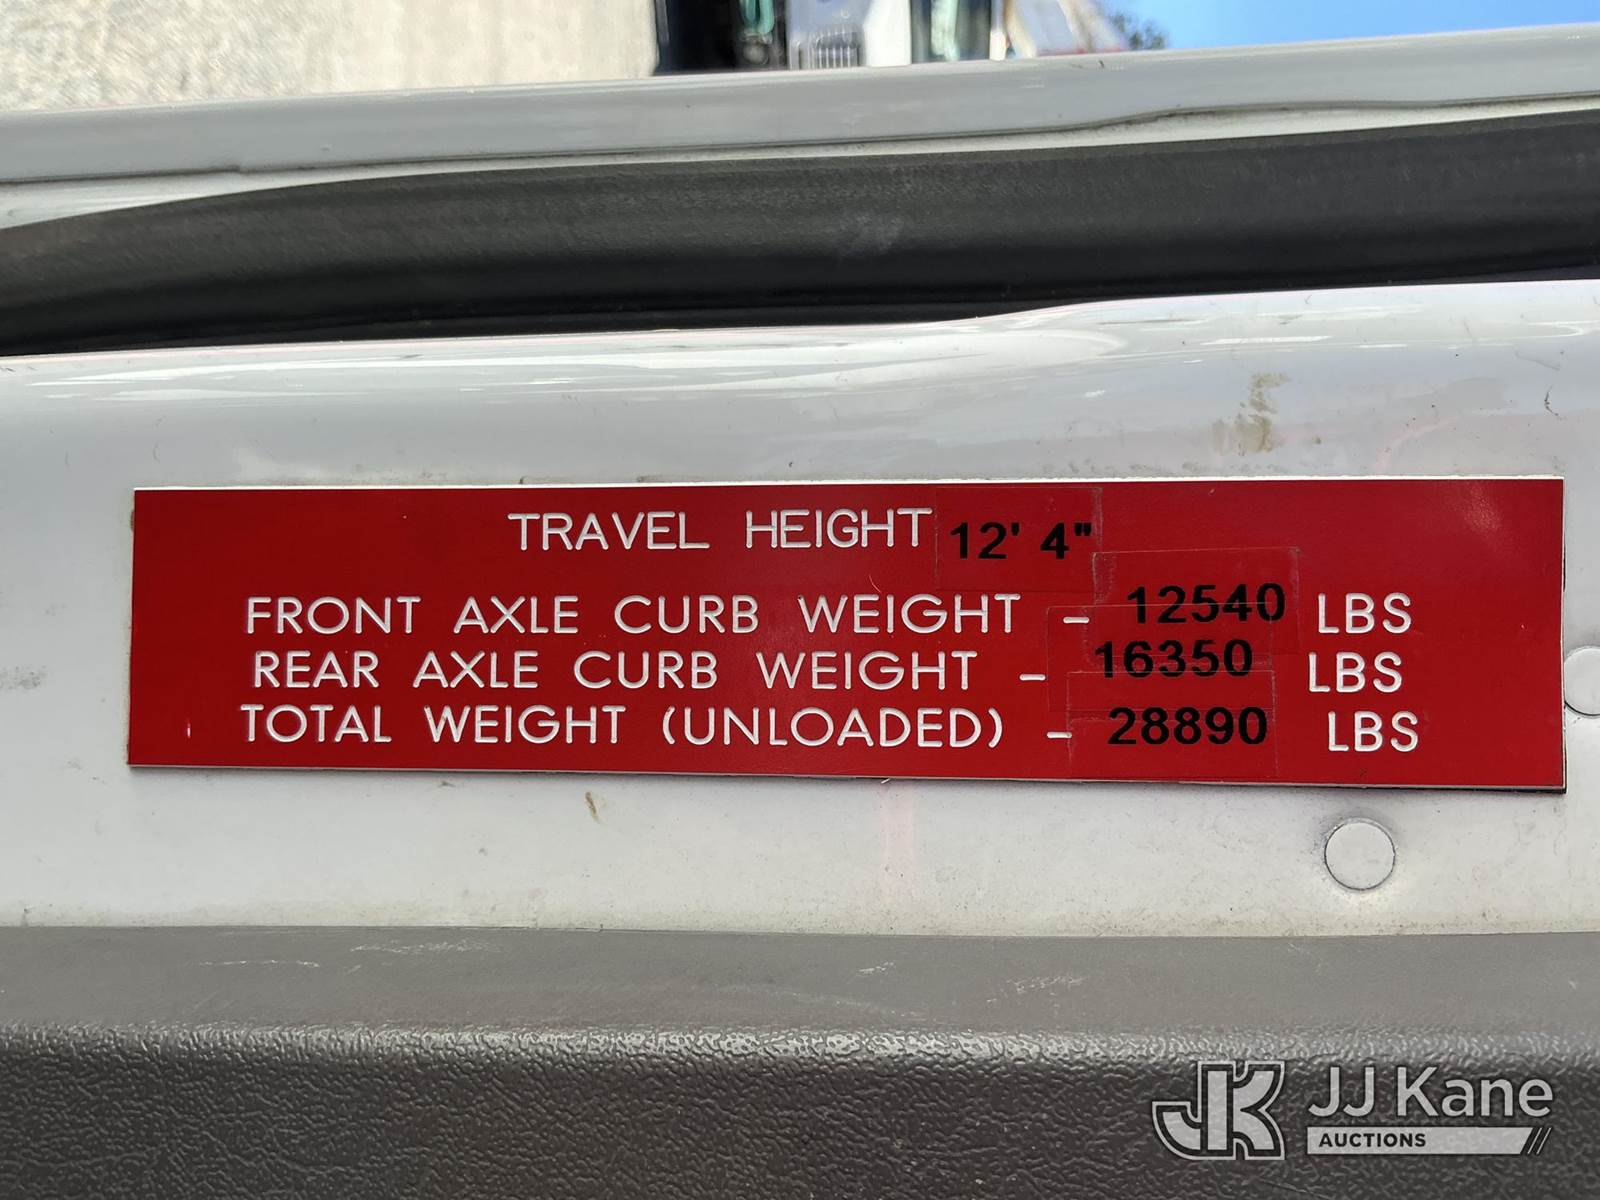 TRAVEL HEIGHT 12' 4"
FRONT AXLE CURB WEIGHT - 12540 LBS
REAR AXLE CURB WEIGHT - 16350 LBS
TOTAL WEIGHT (UNLOADED) - 28890 LBS
JK JJ Kane
AUCTIONS